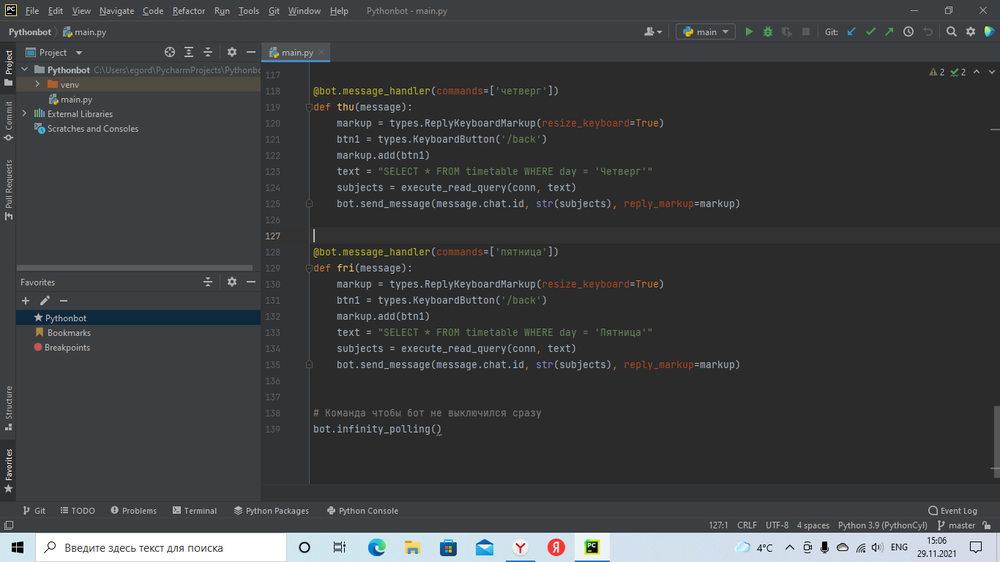 PC File Edit View Navigate Code Refactor Run Tools Git Window Help Pythonbot - main.py
Pythonbot main.py main Git:
Project main.py
Pythonbot C:\Users\egord\PycharmProjects\Pythonbo
venv
main.py
External Libraries
Scratches and Consoles
Project
Commit
Pull Requests
Structure
Favorites
Favorites
Pythonbot
Bookmarks
Breakpoints
2 2
117
118 @bot.message_handler(commands=['четверг'])
119 def thu(message):
120 markup = types.ReplyKeyboardMarkup(resize_keyboard=True)
121 btn1 = types.KeyboardButton('/back')
122 markup.add(btn1)
123 text = "SELECT * FROM timetable WHERE day = 'Четверг'"
124 subjects = execute_read_query(conn, text)
125 bot.send_message(message.chat.id, str(subjects), reply_markup=markup)
126
127
128 @bot.message_handler(commands=['пятница'])
129 def fri(message):
130 markup = types.ReplyKeyboardMarkup(resize_keyboard=True)
131 btn1 = types.KeyboardButton('/back')
132 markup.add(btn1)
133 text = "SELECT * FROM timetable WHERE day = 'Пятница'"
134 subjects = execute_read_query(conn, text)
135 bot.send_message(message.chat.id, str(subjects), reply_markup=markup)
136
137
138 # Команда чтобы бот не выключился сразу
139 bot.infinity_polling()
Git TODO Problems Terminal Python Packages Python Console Event Log
127:1 CRLF UTF-8 4 spaces Python 3.9 (PythonCyl) master
Введите здесь текст для поиска Y Я PC 4°C ENG 15:06
29.11.2021